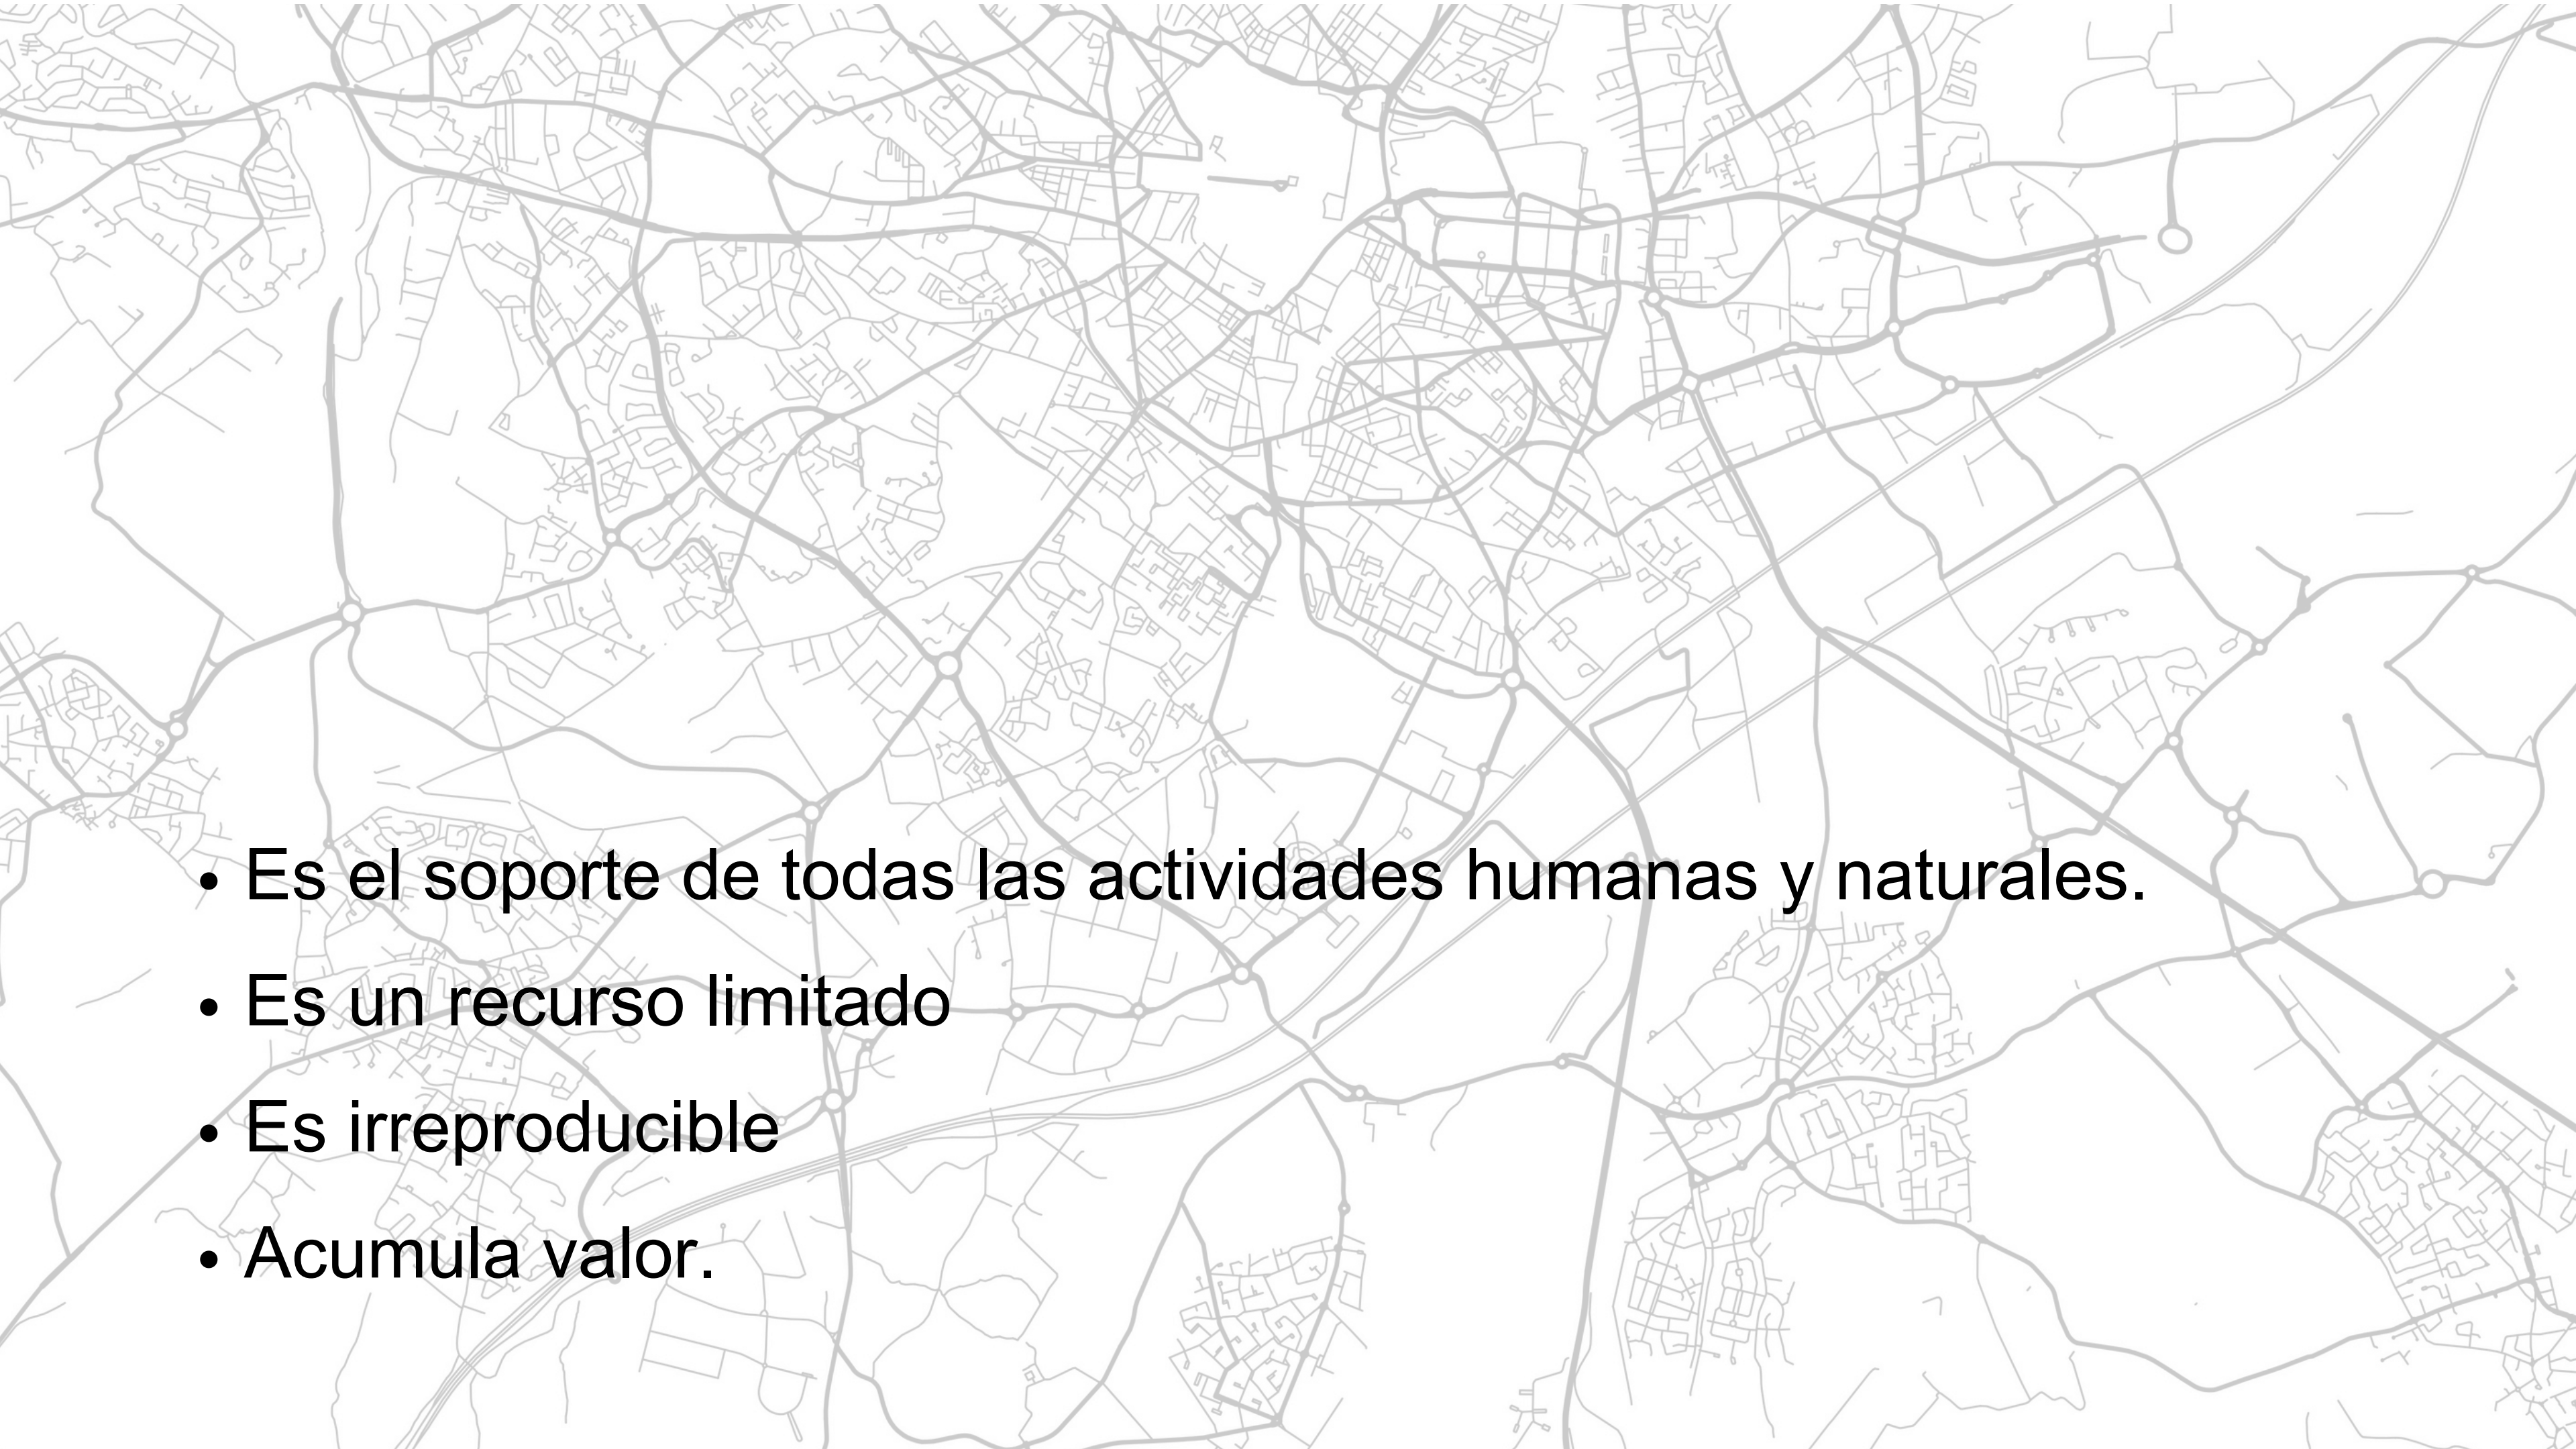 • Es el soporte de todas las actividades humanas y naturales.
• Es un recurso limitado
• Es irreproducible
• Acumula valor.